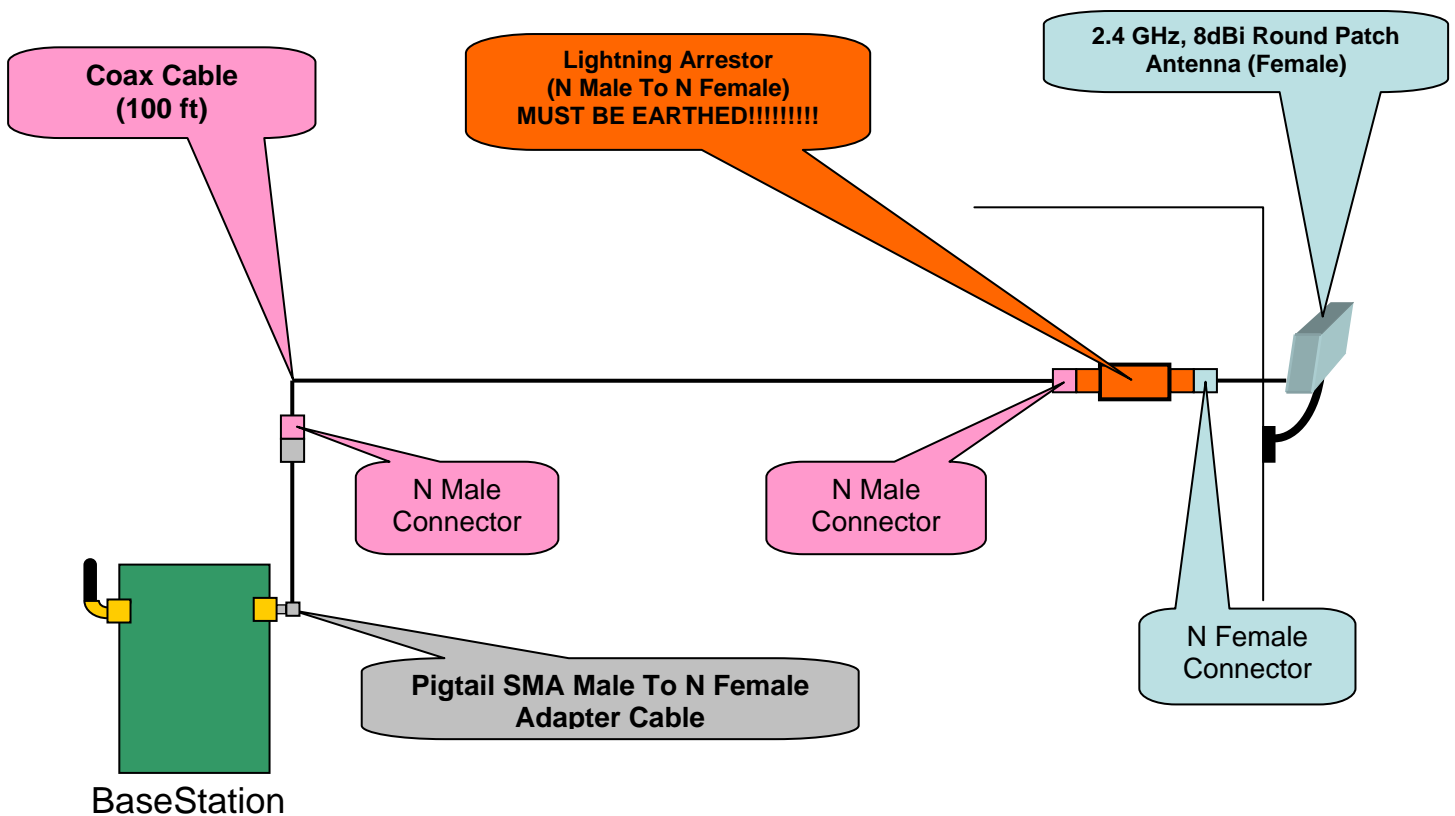 Coax Cable
(100 ft)
Lightning Arrestor
(N Male To N Female)
MUST BE EARTHED!!!!!!!!!
2.4 GHz, 8dBi Round Patch
Antenna (Female)
N Male
Connector
N Male
Connector
N Female
Connector
Pigtail SMA Male To N Female
Adapter Cable
BaseStation